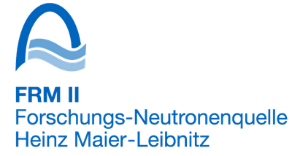 FRM II
Forschungs-Neutronenquelle
Heinz Maier-Leibnitz